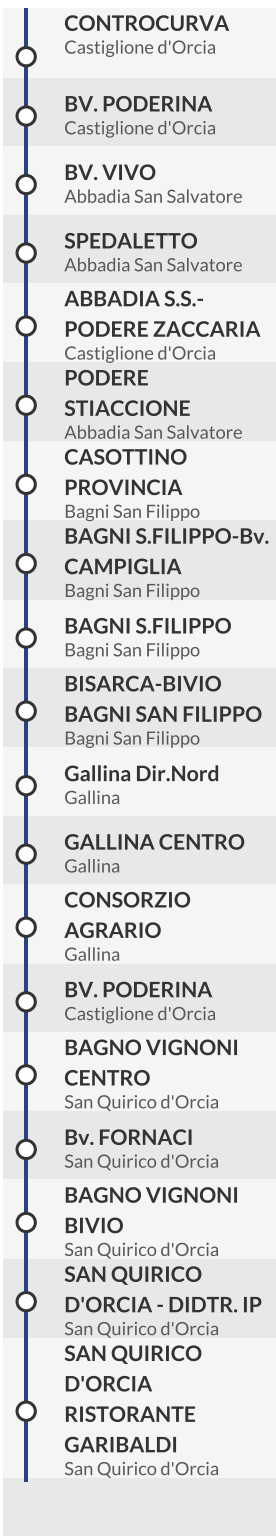 CONTROCURVA
Castiglione d'Orcia
BV. PODERINA
Castiglione d'Orcia
BV. VIVO
Abbadia San Salvatore
SPEDALETTO
Abbadia San Salvatore
ABBADIA S.S.-
PODERE ZACCARIA
Castiglione d'Orcia
PODERE
STIACCIONE
Abbadia San Salvatore
CASOTTINO
PROVINCIA
Bagni San Filippo
BAGNI S.FILIPPO-Bv.
CAMPIGLIA
Bagni San Filippo
BAGNI S.FILIPPO
Bagni San Filippo
BISARCA-BIVIO
BAGNI SAN FILIPPO
Bagni San Filippo
Gallina Dir.Nord
Gallina
GALLINA CENTRO
Gallina
CONSORZIO
AGRARIO
Gallina
BV. PODERINA
Castiglione d'Orcia
BAGNO VIGNONI
CENTRO
San Quirico d'Orcia
Bv. FORNACI
San Quirico d'Orcia
BAGNO VIGNONI
BIVIO
San Quirico d'Orcia
SAN QUIRICO
D'ORCIA - DIDTR. IP
San Quirico d'Orcia
SAN QUIRICO
D'ORCIA
RISTORANTE
GARIBALDI
San Quirico d'Orcia